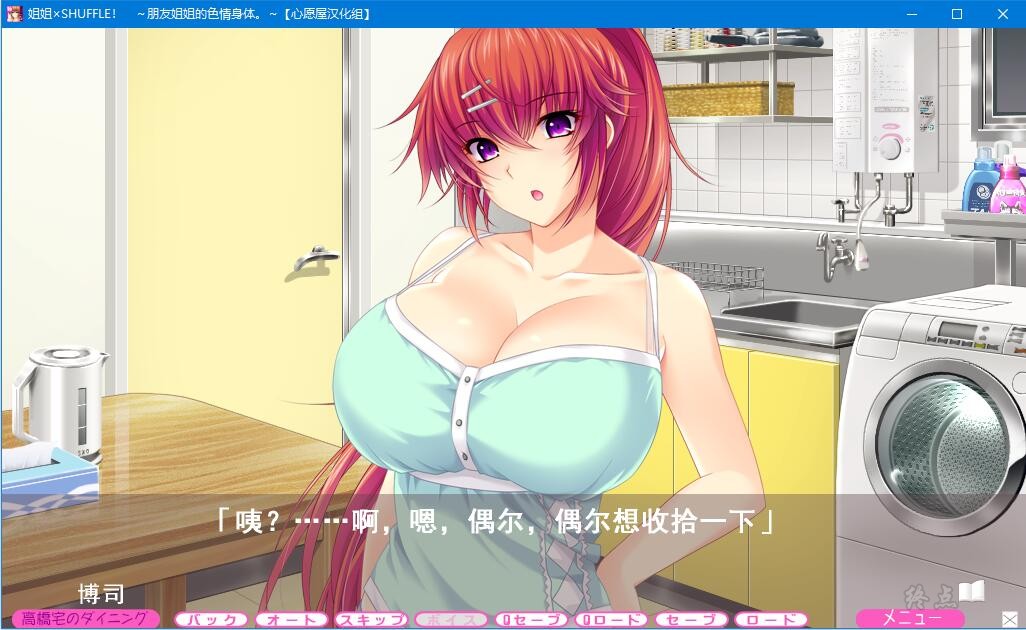 姐姐×SHUFFLE!　～朋友姐姐的色情身体。～【心愿屋汉化组】
「咦？……啊，嗯，偶尔，偶尔想收拾一下」
博司
终点
高橋宅のダイニング
バック
オート
スキップ
ボイス
Qセーブ
Qロード
セーブ
ロード
メニュー